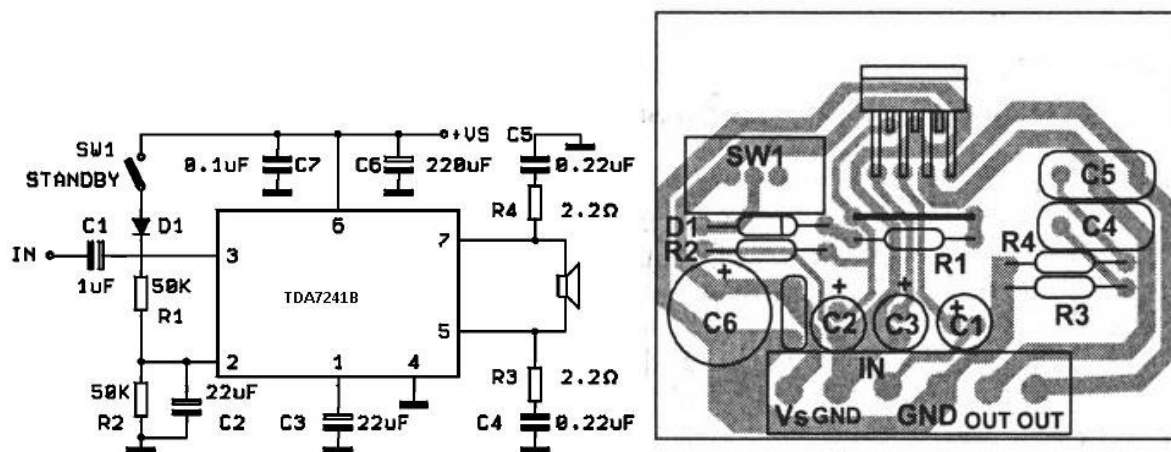 +VS C5
SW1
STANDBY
0.1uF C7 C6 220uF 0.22uF
R4 2.2Ω
C1 D1
IN 3 6 7
1uF 50K
R1
TDA7241B
5
2 1 4
50K 22uF R3 2.2Ω
R2 C2 C3 22uF C4 0.22uF
SW1 C5
D1 C4
R2 R1 R4
+ + +
C6 C2 C3 C1 R3
IN
Vs GND GND OUT OUT